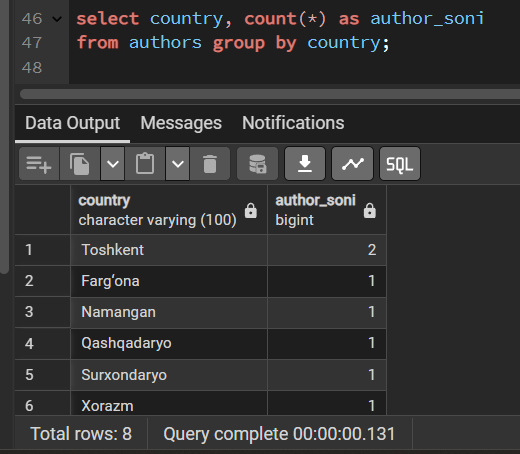 46 select country, count(*) as author_soni
47 from authors group by country;
48
Data Output Messages Notifications
SQL
country author_soni
character varying (100) bigint
1 Toshkent 2
2 Farg‘ona 1
3 Namangan 1
4 Qashqadaryo 1
5 Surxondaryo 1
6 Xorazm 1
Total rows: 8 Query complete 00:00:00.131